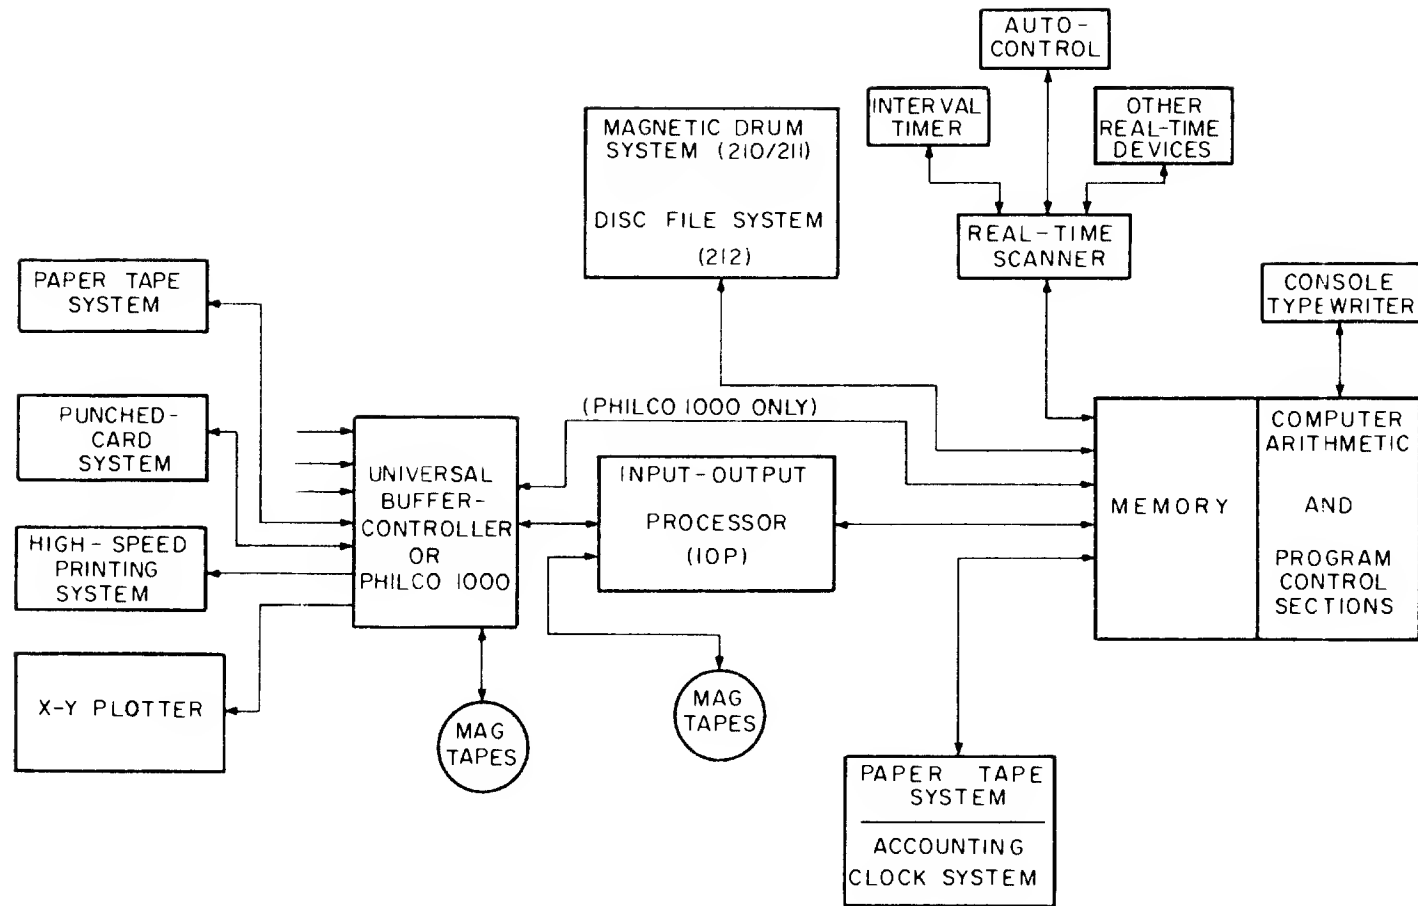 AUTO-
CONTROL
INTERVAL
TIMER
OTHER
REAL-TIME
DEVICES
MAGNETIC DRUM
SYSTEM (210/211)
DISC FILE SYSTEM
(212)
REAL-TIME
SCANNER
PAPER TAPE
SYSTEM
CONSOLE
TYPEWRITER
PUNCHED-
CARD
SYSTEM
(PHILCO 1000 ONLY)
UNIVERSAL
BUFFER-
CONTROLLER
OR
PHILCO 1000
INPUT-OUTPUT
PROCESSOR
(IOP)
MEMORY
COMPUTER
ARITHMETIC
AND
PROGRAM
CONTROL
SECTIONS
HIGH-SPEED
PRINTING
SYSTEM
X-Y PLOTTER
MAG
TAPES
MAG
TAPES
PAPER TAPE
SYSTEM
ACCOUNTING
CLOCK SYSTEM